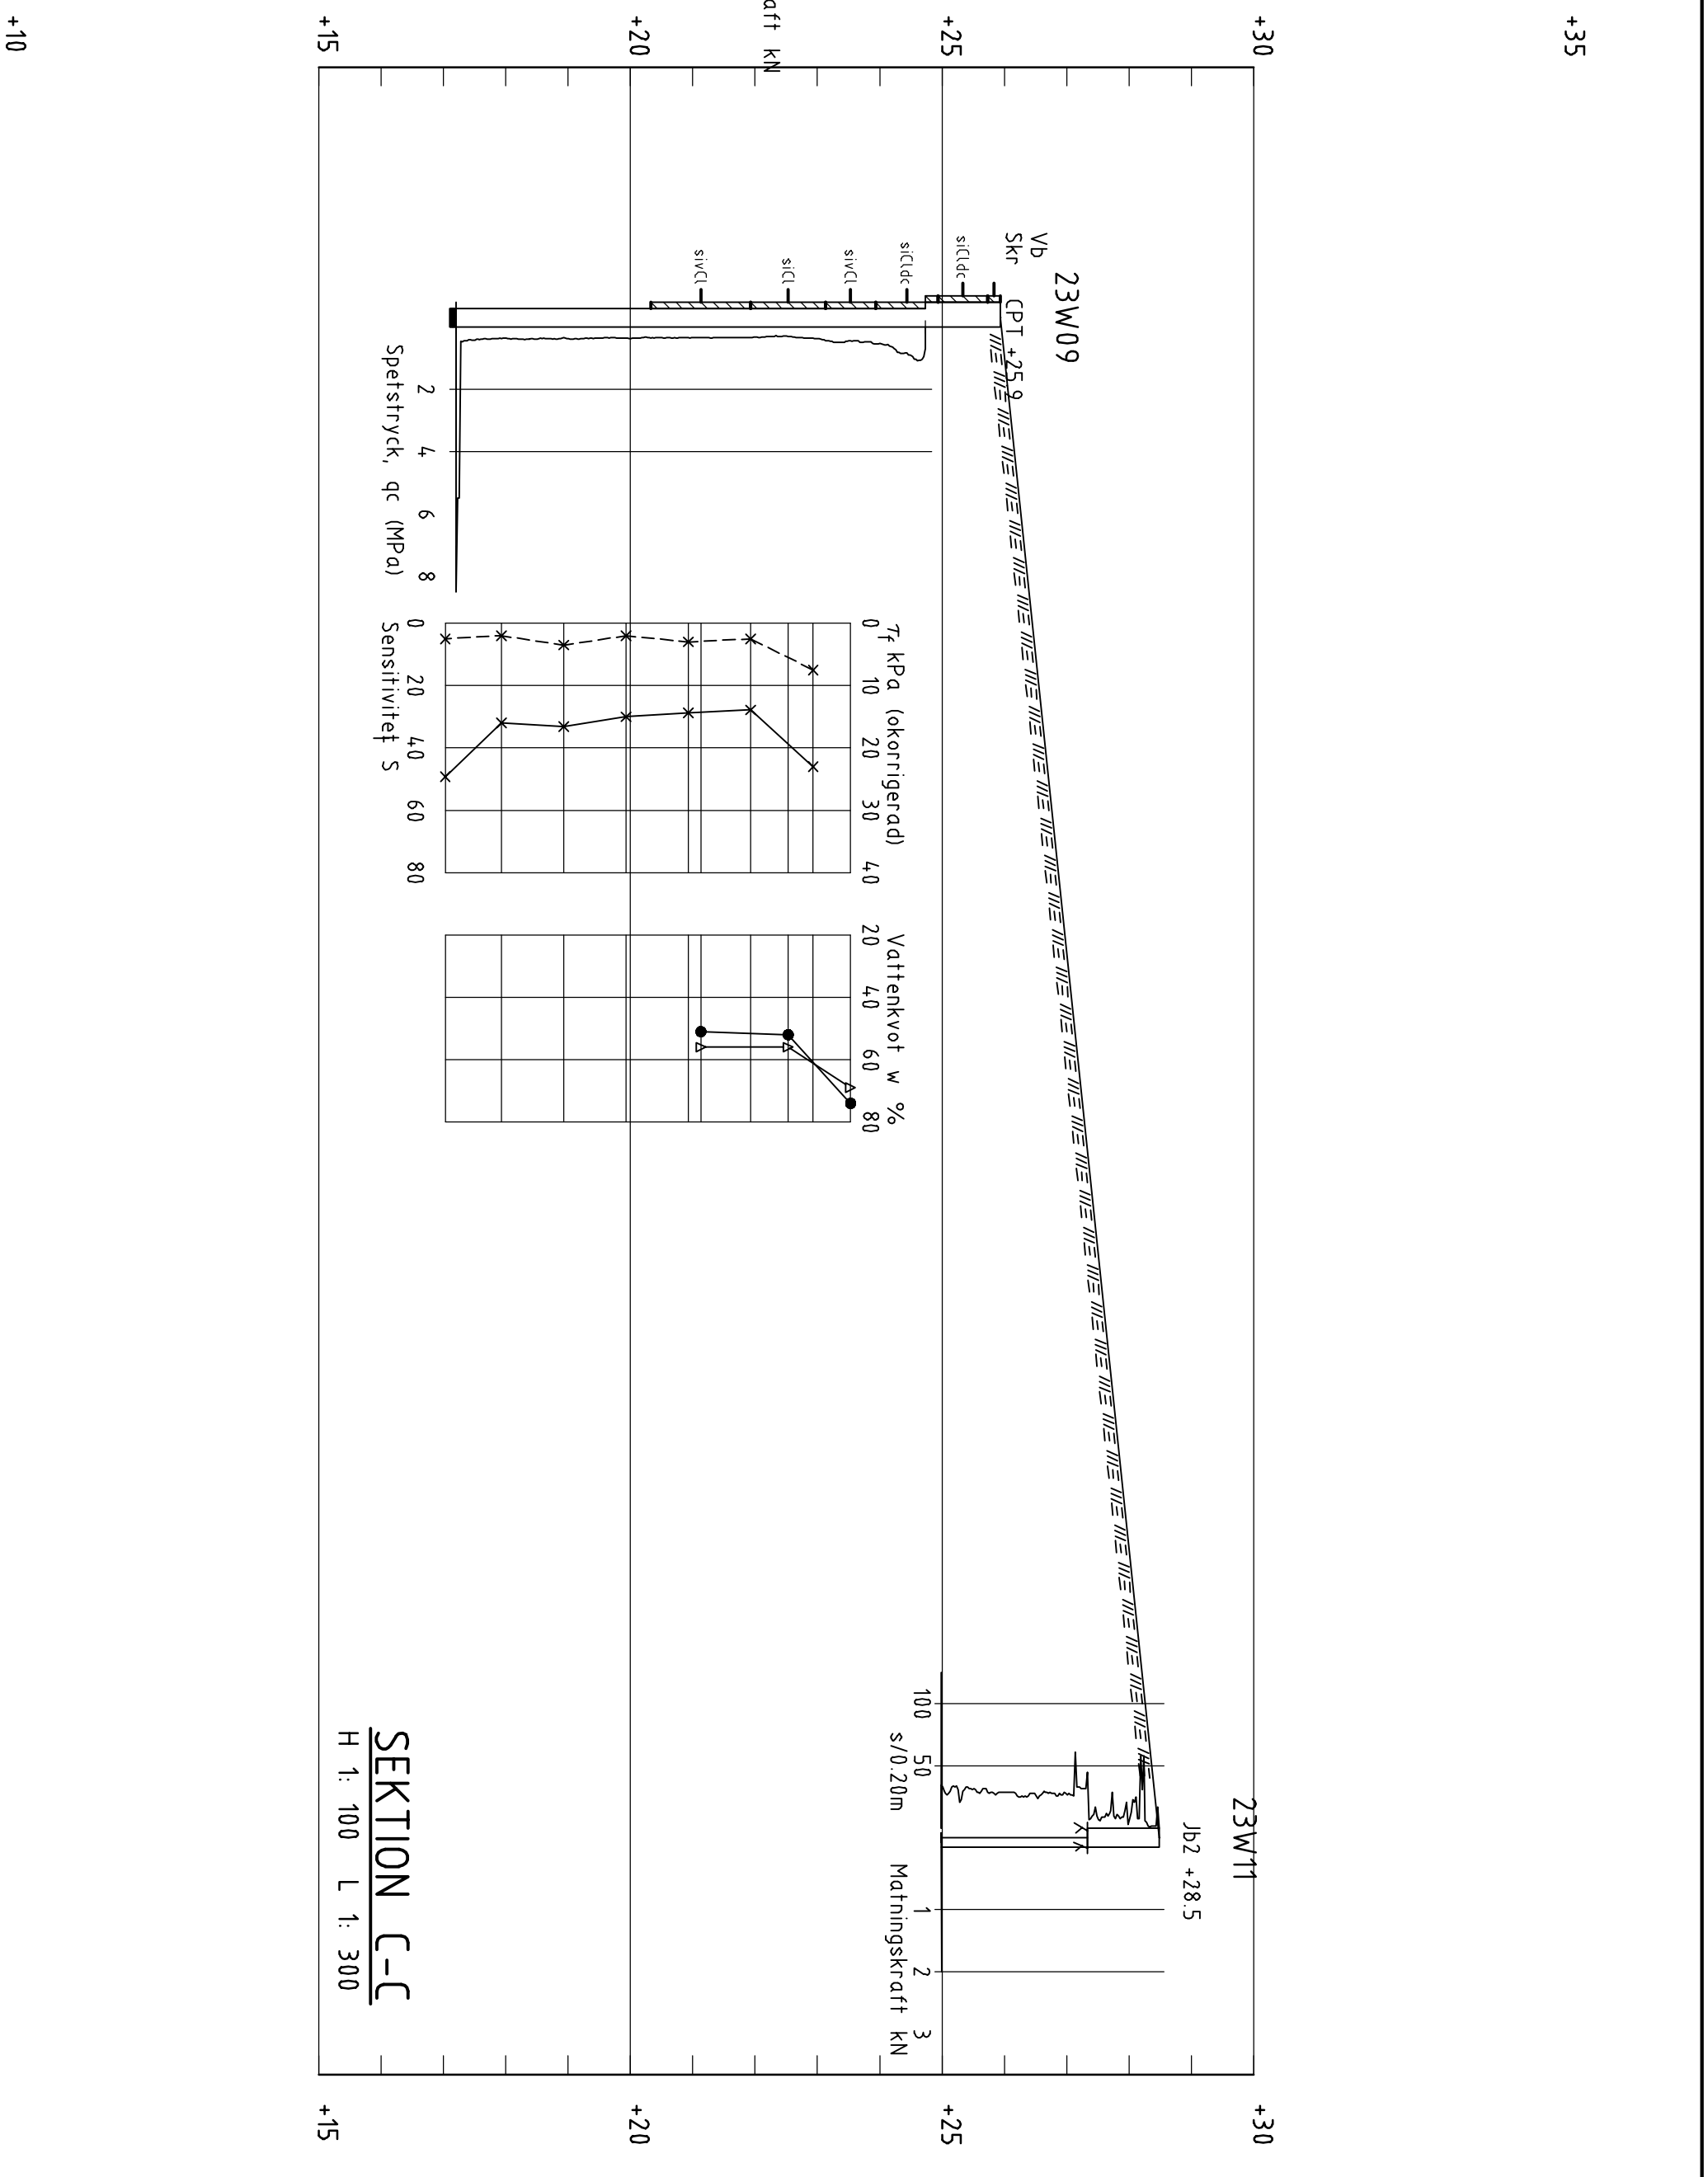 +35
+30
+25
+20
+15
+10
aft kN
23W09
Vb
Skr
CPT +25.9
siCldc
siCldc
sivCl
siCl
sivCl
2 4 6 8
Spetstryck, qc (MPa)
τf kPa (okorrigerad)
0 10 20 30 40
0 20 40 60 80
Sensitivitet S
Vattenkvot w %
20 40 60 80
23W11
Jb2 +28.5
100 50 1 2 3
s/0.20m Matningskraft kN
SEKTION C-C
H 1: 100 L 1: 300
+30
+25
+20
+15